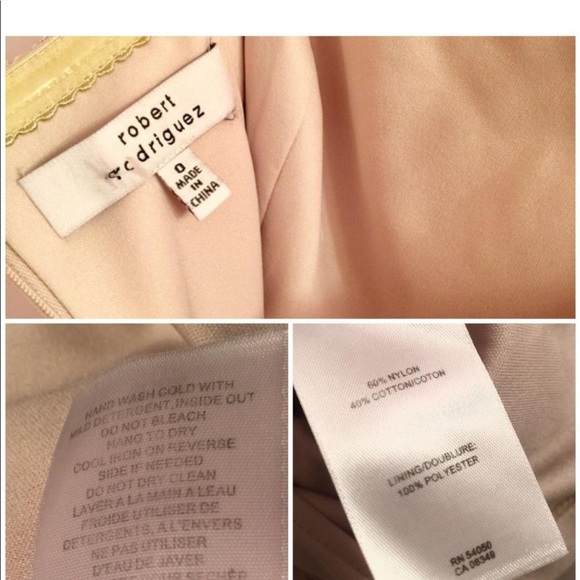 robert
rodriguez
0
MADE
IN
CHINA
HAND WASH COLD WITH
MILD DETERGENT, INSIDE OUT
DO NOT BLEACH
HANG TO DRY
COOL IRON ON REVERSE
SIDE IF NEEDED
DO NOT DRY CLEAN
LAVER A LA MAIN A L'EAU
FROIDE UTILISER DE
DETERGENTS, A L'ENVERS
NE PAS UTILISER
D'EAU DE JAVEL
60% NYLON
40% COTTON/COTON
LINING/DOUBLURE:
100% POLYESTER
RN 54050
CA 08349